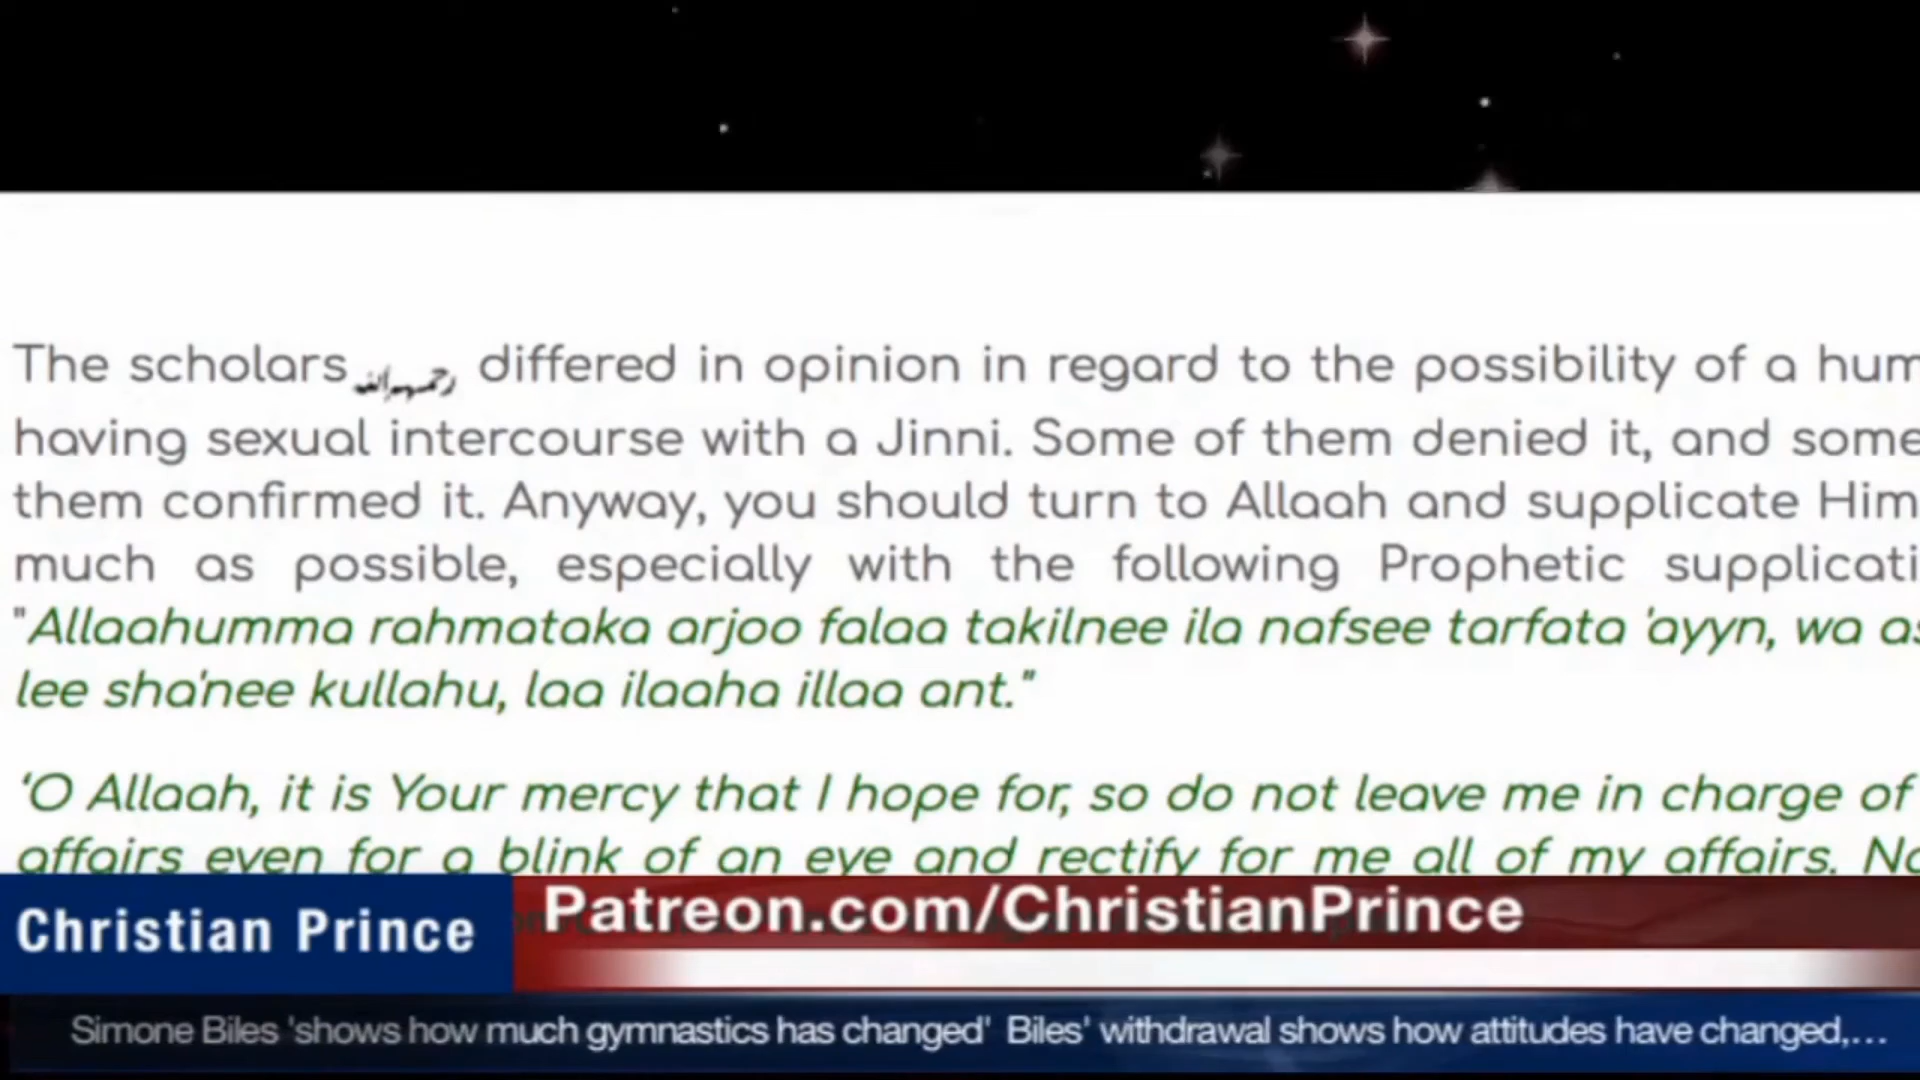 The scholars رحمهم الله differed in opinion in regard to the possibility of a hum
having sexual intercourse with a Jinni. Some of them denied it, and some
them confirmed it. Anyway, you should turn to Allaah and supplicate Him
much as possible, especially with the following Prophetic supplicati
"Allaahumma rahmataka arjoo falaa takilnee ila nafsee tarfata 'ayyn, wa as
lee sha'nee kullahu, laa ilaaha illaa ant."
'O Allaah, it is Your mercy that I hope for, so do not leave me in charge of
affairs even for a blink of an eye and rectify for me all of my affairs. No
Christian Prince
Patreon.com/ChristianPrince
Simone Biles 'shows how much gymnastics has changed' Biles' withdrawal shows how attitudes have changed,...